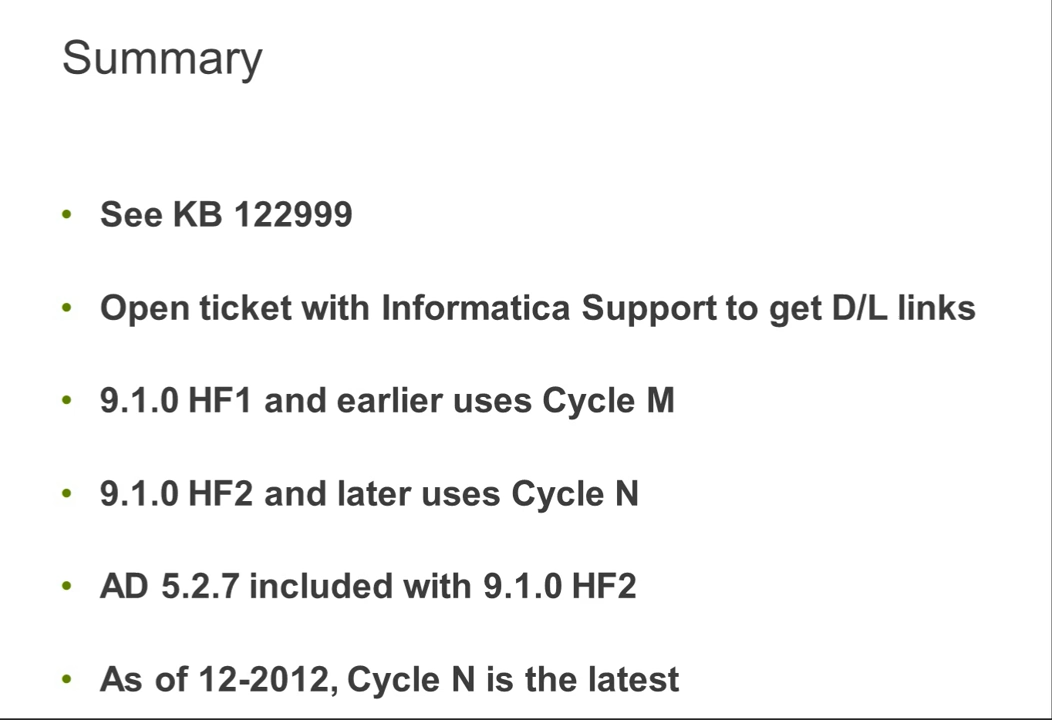 Summary
• See KB 122999
• Open ticket with Informatica Support to get D/L links
• 9.1.0 HF1 and earlier uses Cycle M
• 9.1.0 HF2 and later uses Cycle N
• AD 5.2.7 included with 9.1.0 HF2
• As of 12-2012, Cycle N is the latest